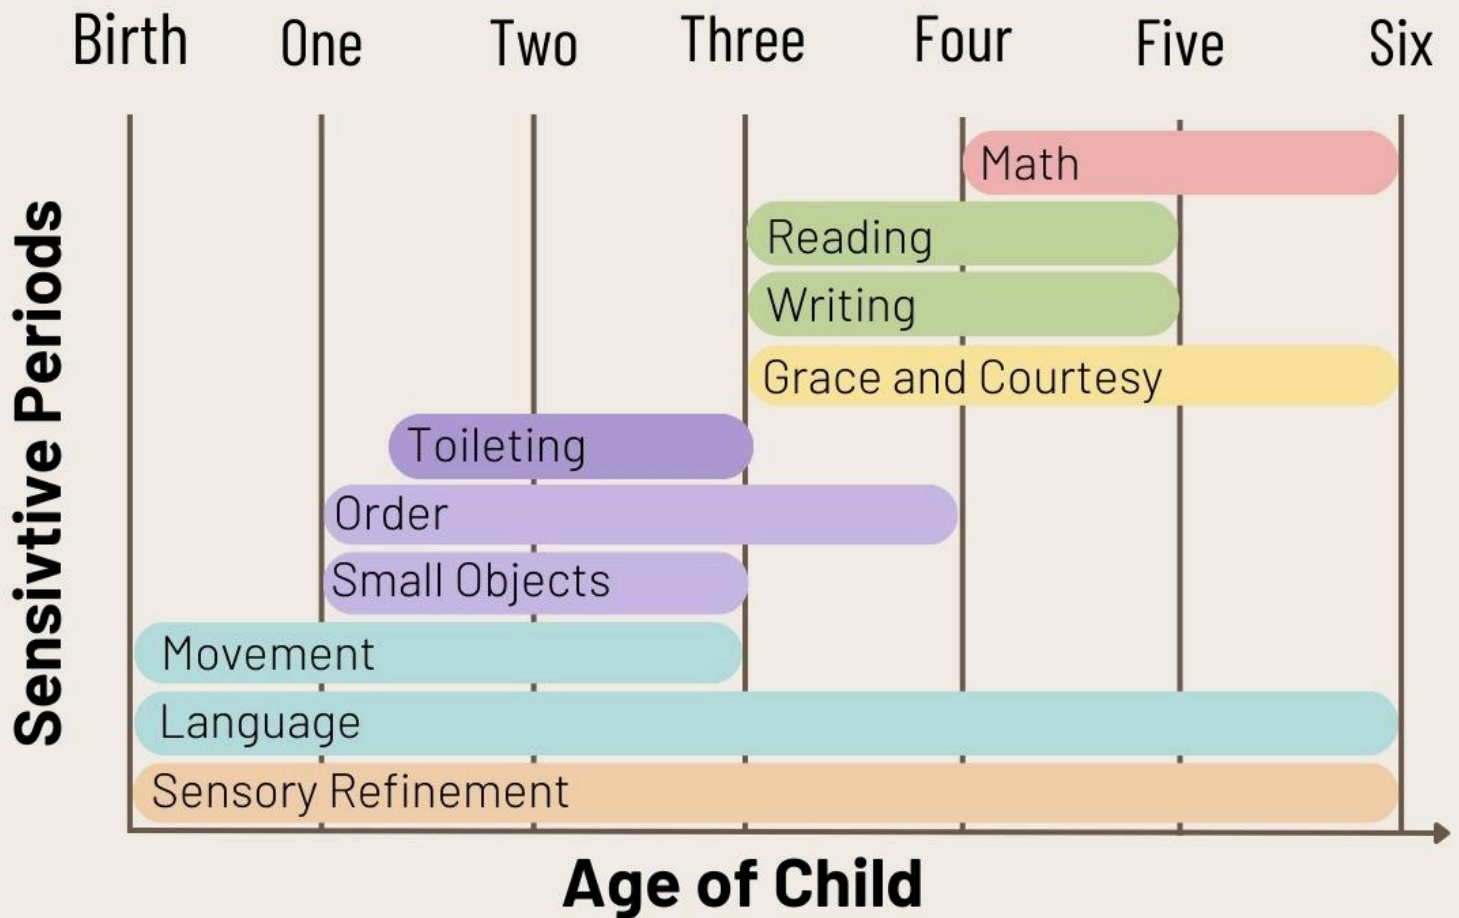 Birth One Two Three Four Five Six
Sensivtive Periods
Math
Reading
Writing
Grace and Courtesy
Toileting
Order
Small Objects
Movement
Language
Sensory Refinement
Age of Child